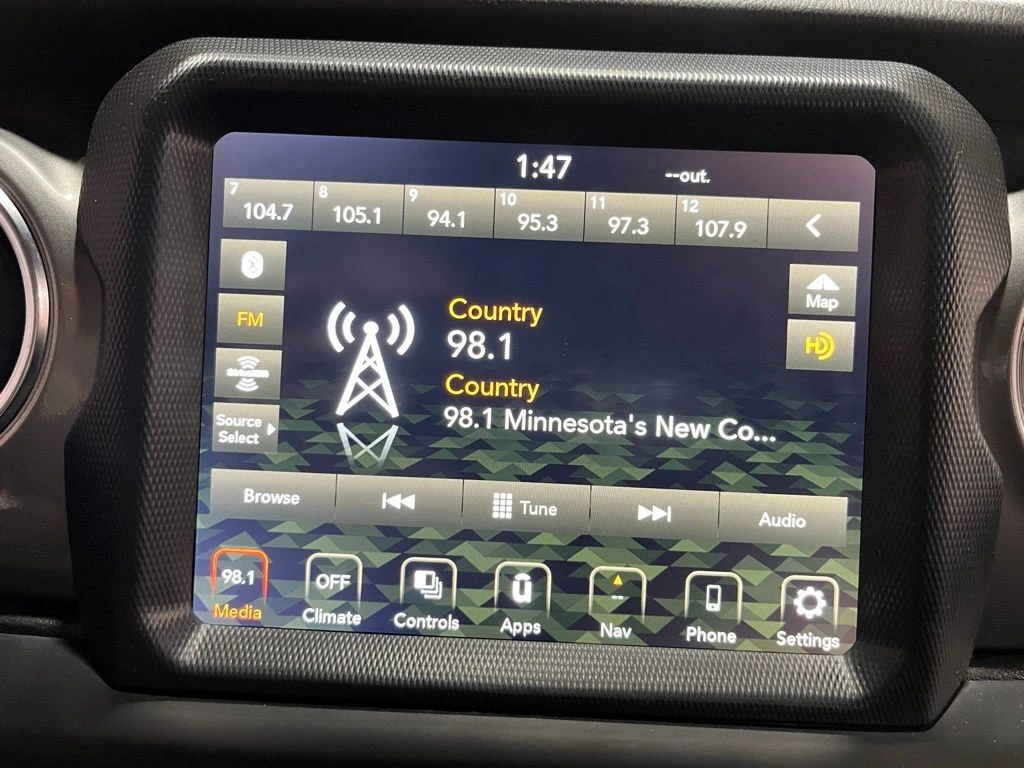 1:47
--out.
7 104.7 8 105.1 9 94.1 10 95.3 11 97.3 12 107.9
FM
Source
Select
Country
98.1
Country
98.1 Minnesota's New Co...
Map
HD
Browse Tune Audio
98.1 OFF ū --
Media Climate Controls Apps Nav Phone Settings